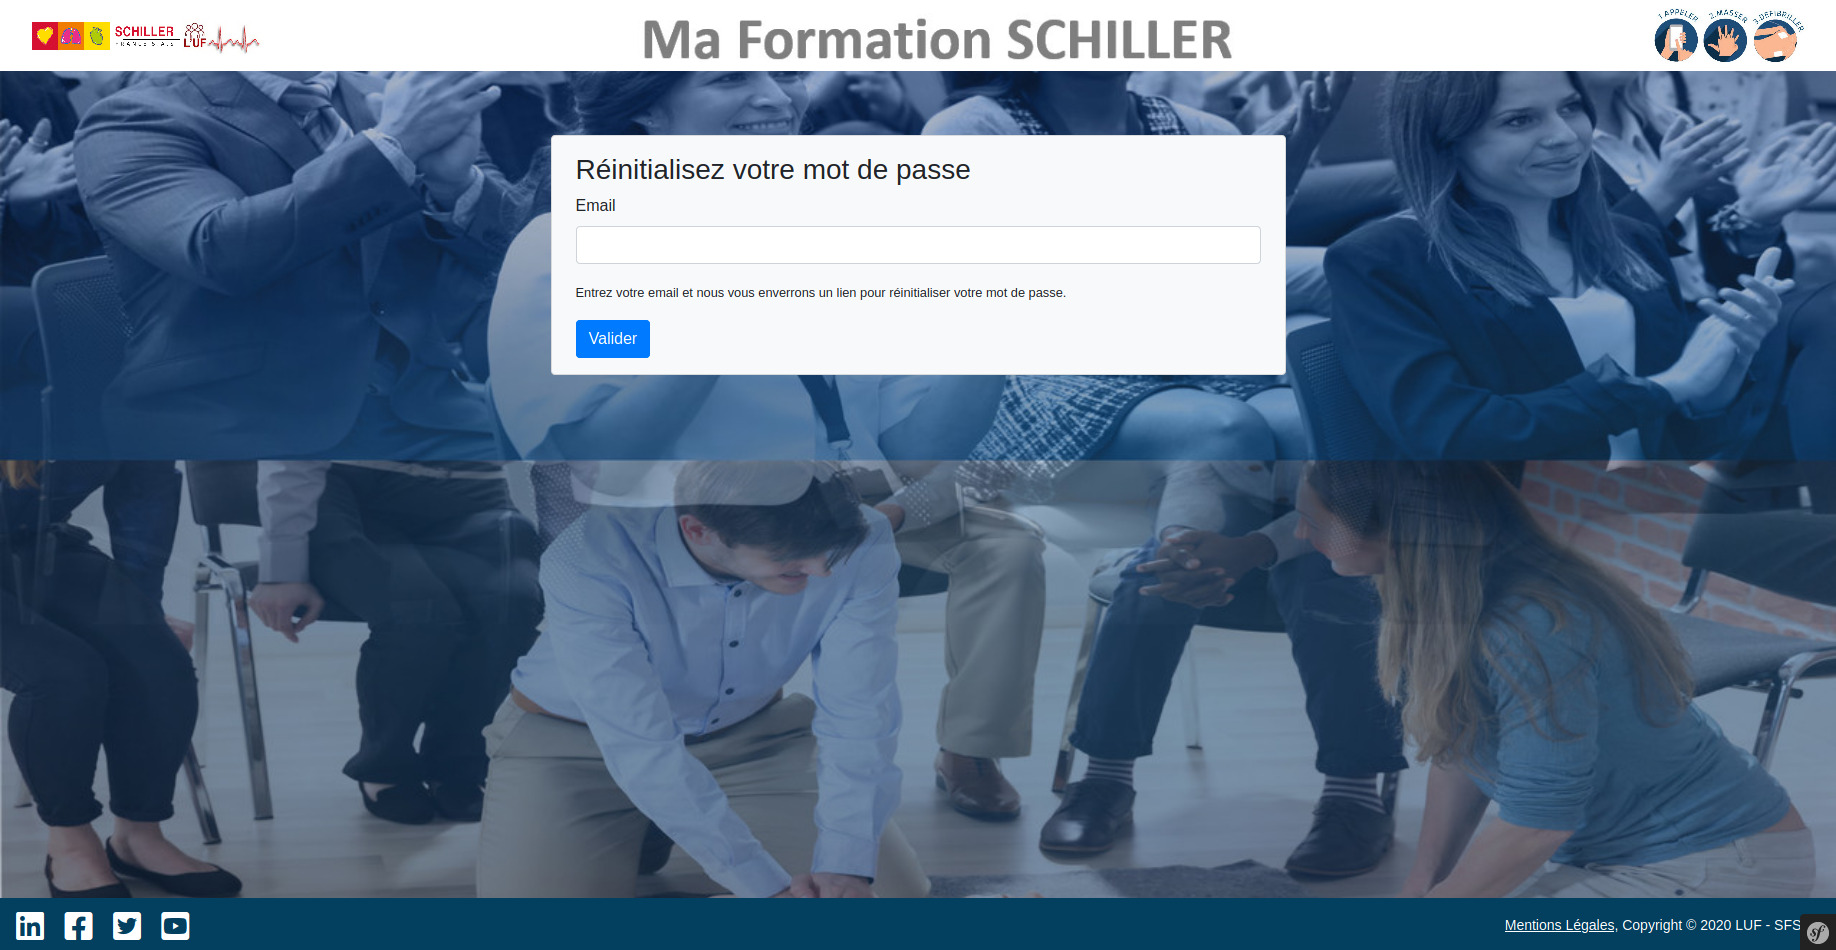 SCHILLER
FRANCE S.A.S
LUF
Ma Formation SCHILLER
1.APPELER
2.MASSER
3.DÉFIBRILLER
Réinitialisez votre mot de passe
Email
Entrez votre email et nous vous enverrons un lien pour réinitialiser votre mot de passe.
Valider
Mentions Légales, Copyright © 2020 LUF - SFS